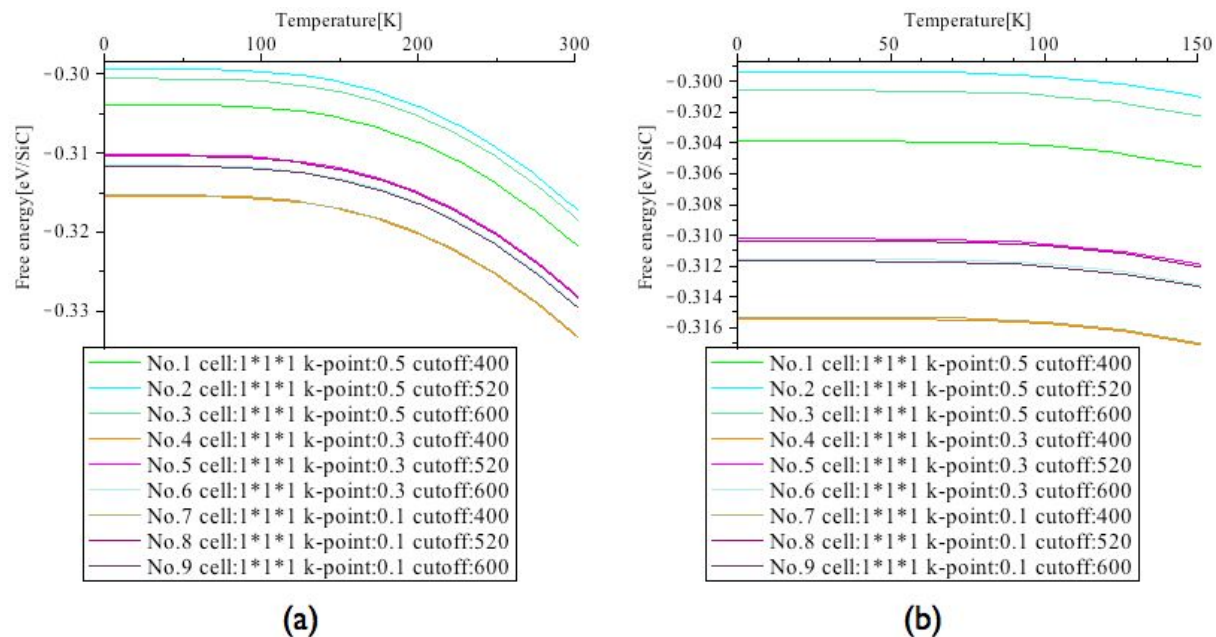 Temperature[K]
0 100 200 300
−0.30
−0.31
−0.32
−0.33
Free energy[eV/SiC]
No.1 cell:1*1*1 k-point:0.5 cutoff:400
No.2 cell:1*1*1 k-point:0.5 cutoff:520
No.3 cell:1*1*1 k-point:0.5 cutoff:600
No.4 cell:1*1*1 k-point:0.3 cutoff:400
No.5 cell:1*1*1 k-point:0.3 cutoff:520
No.6 cell:1*1*1 k-point:0.3 cutoff:600
No.7 cell:1*1*1 k-point:0.1 cutoff:400
No.8 cell:1*1*1 k-point:0.1 cutoff:520
No.9 cell:1*1*1 k-point:0.1 cutoff:600
(a)
Temperature[K]
0 50 100 150
−0.300
−0.302
−0.304
−0.306
−0.308
−0.310
−0.312
−0.314
−0.316
Free energy[eV/SiC]
No.1 cell:1*1*1 k-point:0.5 cutoff:400
No.2 cell:1*1*1 k-point:0.5 cutoff:520
No.3 cell:1*1*1 k-point:0.5 cutoff:600
No.4 cell:1*1*1 k-point:0.3 cutoff:400
No.5 cell:1*1*1 k-point:0.3 cutoff:520
No.6 cell:1*1*1 k-point:0.3 cutoff:600
No.7 cell:1*1*1 k-point:0.1 cutoff:400
No.8 cell:1*1*1 k-point:0.1 cutoff:520
No.9 cell:1*1*1 k-point:0.1 cutoff:600
(b)